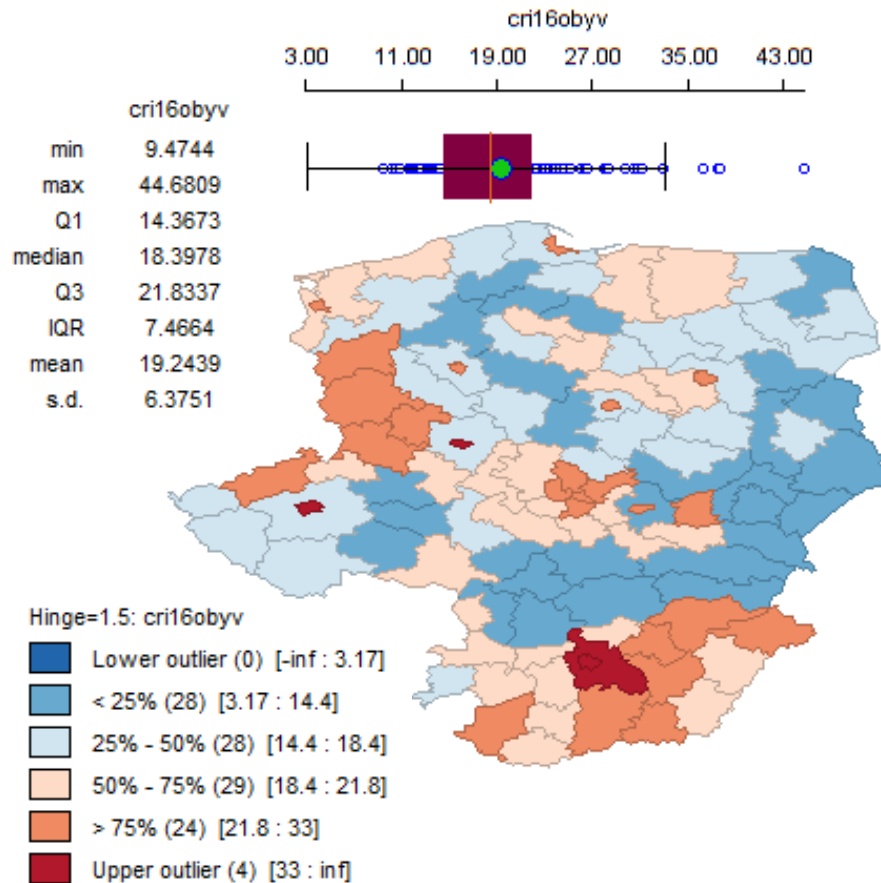 cri16obyv
3.00 11.00 19.00 27.00 35.00 43.00
cri16obyv
min 9.4744
max 44.6809
Q1 14.3673
median 18.3978
Q3 21.8337
IQR 7.4664
mean 19.2439
s.d. 6.3751
Hinge=1.5: cri16obyv
Lower outlier (0) [-inf : 3.17]
< 25% (28) [3.17 : 14.4]
25% - 50% (28) [14.4 : 18.4]
50% - 75% (29) [18.4 : 21.8]
> 75% (24) [21.8 : 33]
Upper outlier (4) [33 : inf]